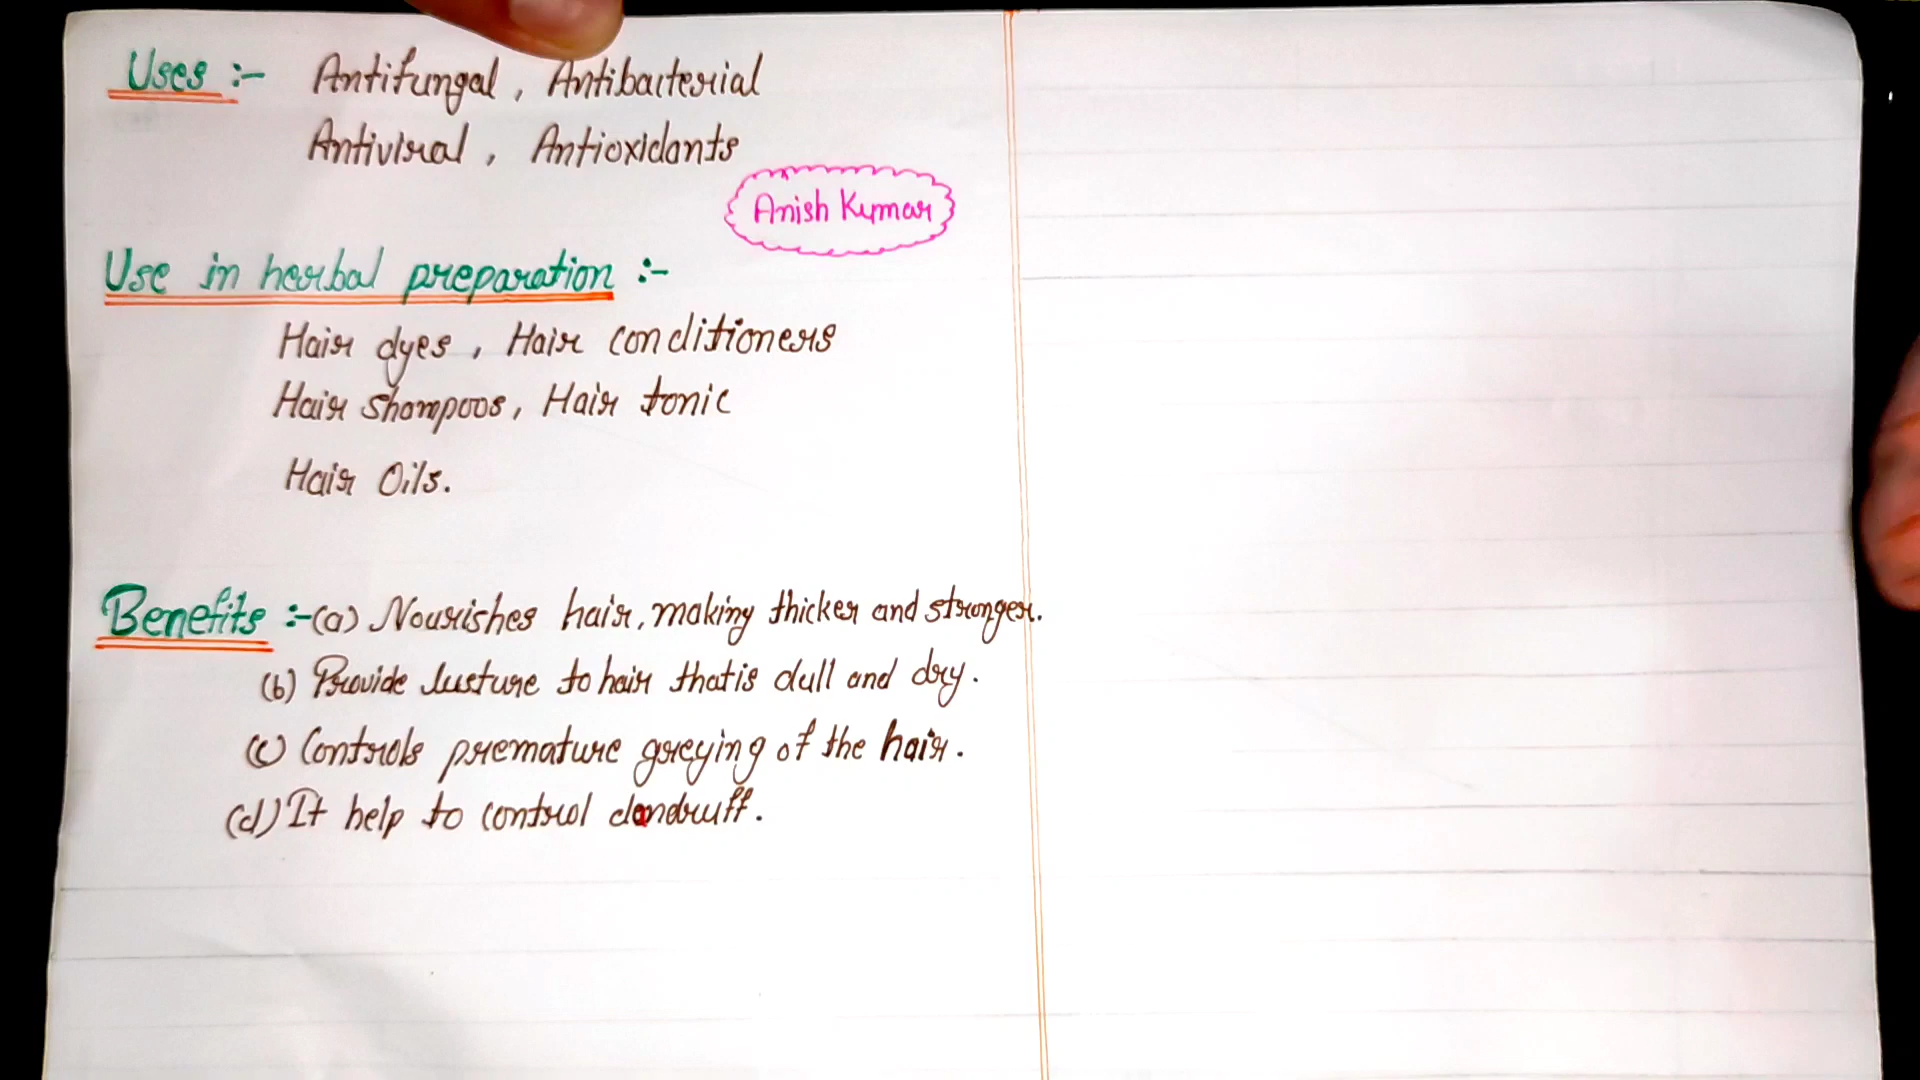 Uses :- Antifungal, Antibacterial
Antiviral, Antioxidants
Anish Kumar
Use in herbal preparation :-
Hair dyes, Hair conditioners
Hair shampoos, Hair tonic
Hair Oils.
Benefits :- (a) Nourishes hair, making thicker and stronger.
(b) Provide lusture to hair that is dull and dry.
(c) Controls premature greying of the hair.
(d) It help to control dandruff.